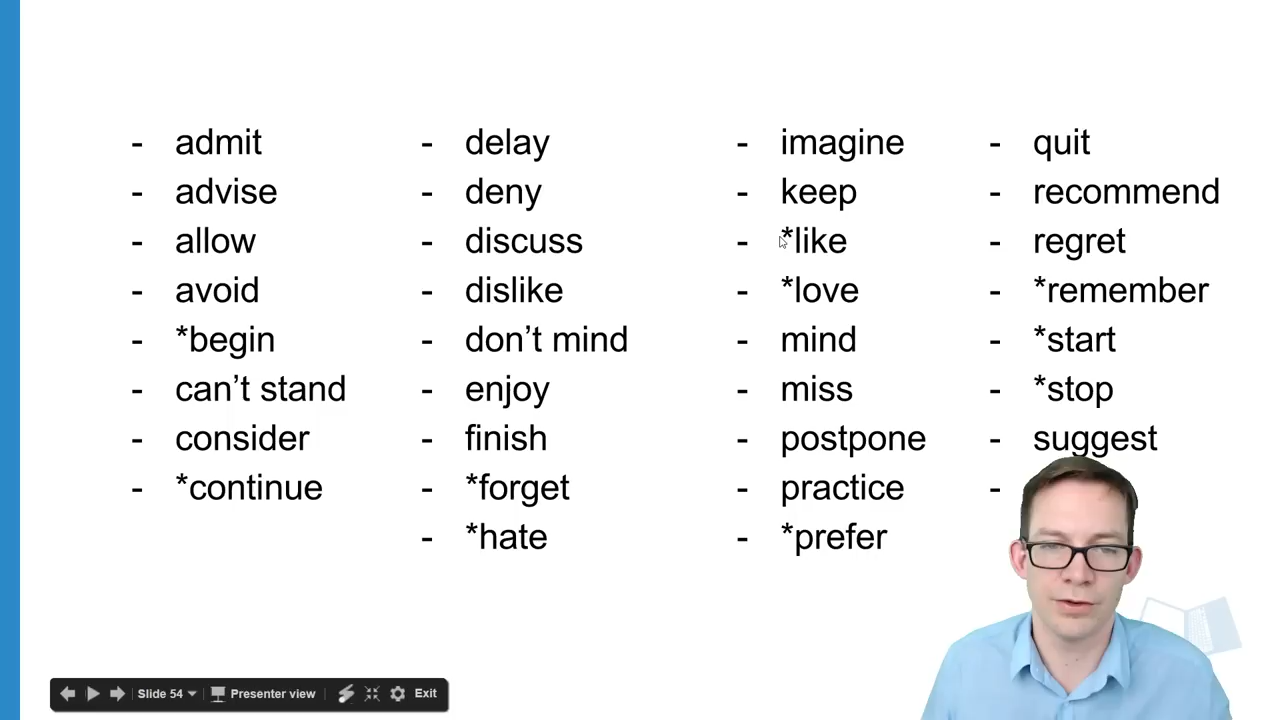 - admit
- advise
- allow
- avoid
- *begin
- can't stand
- consider
- *continue
- delay
- deny
- discuss
- dislike
- don't mind
- enjoy
- finish
- *forget
- *hate
- imagine
- keep
- *like
- *love
- mind
- miss
- postpone
- practice
- *prefer
- quit
- recommend
- regret
- *remember
- *start
- *stop
- suggest
-
Slide 54 Presenter view Exit